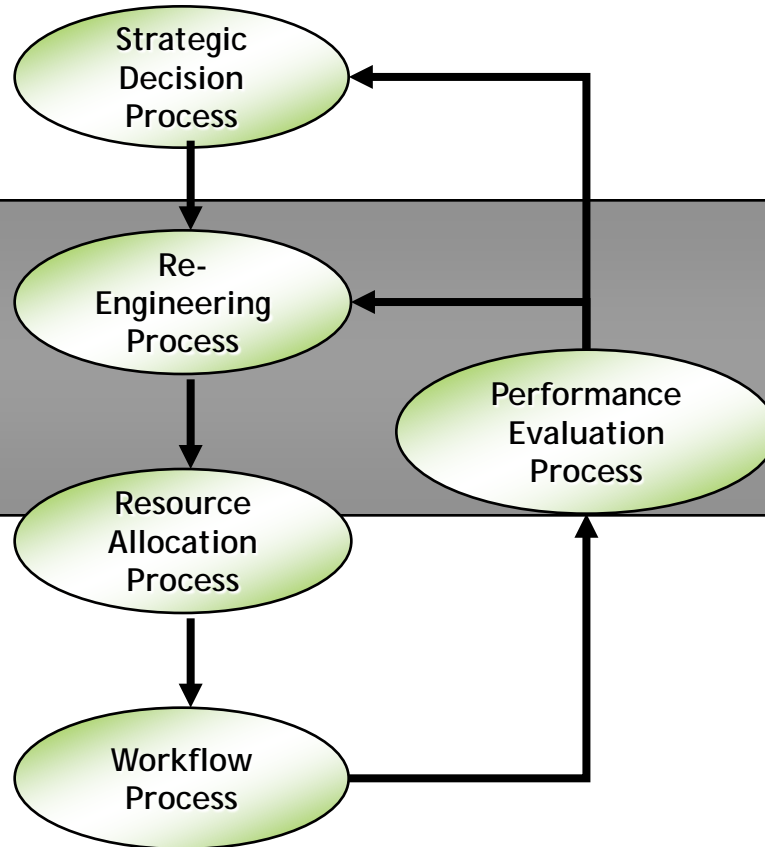 Strategic
Decision
Process
Re-
Engineering
Process
Performance
Evaluation
Process
Resource
Allocation
Process
Workflow
Process